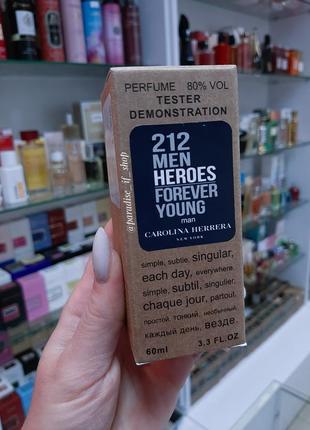 PERFUME 80% VOL
TESTER
DEMONSTRATION
212
MEN
HEROES
FOREVER
YOUNG
man
CAROLINA HERRERA
NEW YORK
simple, subtle, singular,
each day, everywhere.
simple, subtil, singulier.
chaque jour, partout.
простой, тонкий, необычный,
каждый день, везде.
60ml 3.3 FL.OZ
@paradise_if_shop